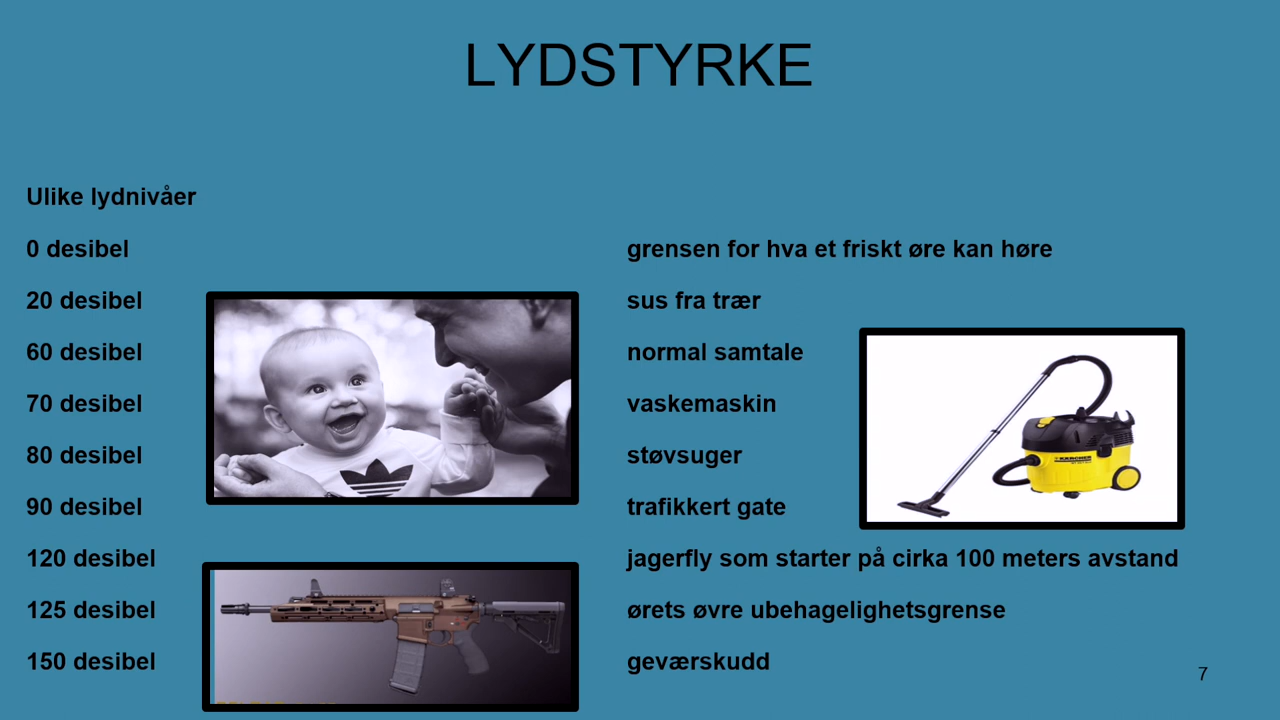 LYDSTYRKE
Ulike lydnivåer
0 desibel grensen for hva et friskt øre kan høre
20 desibel sus fra trær
60 desibel normal samtale
70 desibel vaskemaskin
80 desibel støvsuger
90 desibel trafikkert gate
120 desibel jagerfly som starter på cirka 100 meters avstand
125 desibel ørets øvre ubehagelighetsgrense
150 desibel geværskudd
KÄRCHER
7